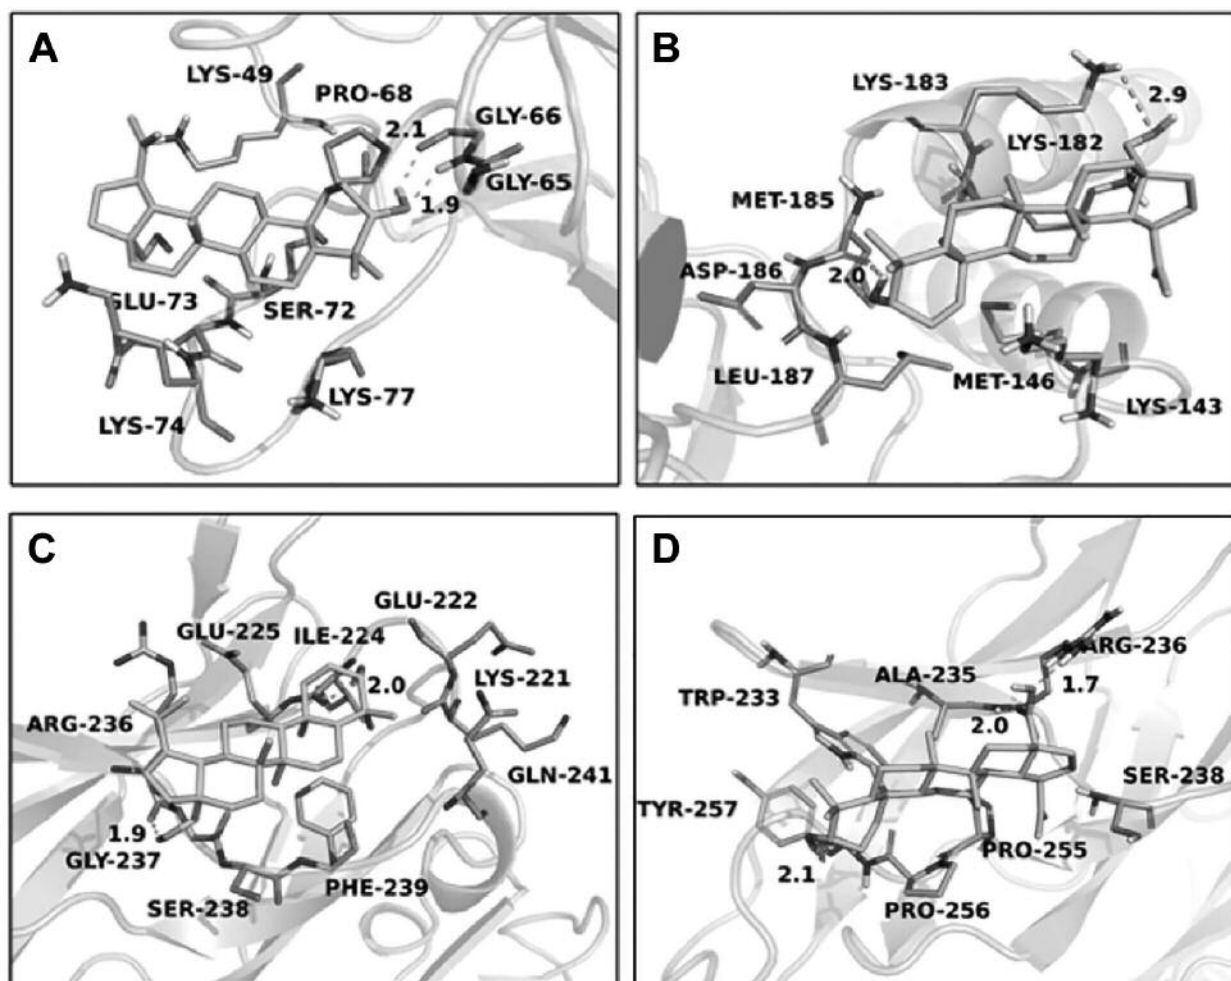 A
LYS-49
PRO-68
2.1
GLY-66
GLY-65
1.9
GLU-73
SER-72
LYS-77
LYS-74
B
LYS-183
2.9
LYS-182
MET-185
ASP-186
2.0
LEU-187
MET-146
LYS-143
C
GLU-222
GLU-225
ILE-224
2.0
LYS-221
ARG-236
GLN-241
1.9
GLY-237
PHE-239
SER-238
D
ARG-236
ALA-235
1.7
TRP-233
2.0
SER-238
TYR-257
PRO-255
2.1
PRO-256